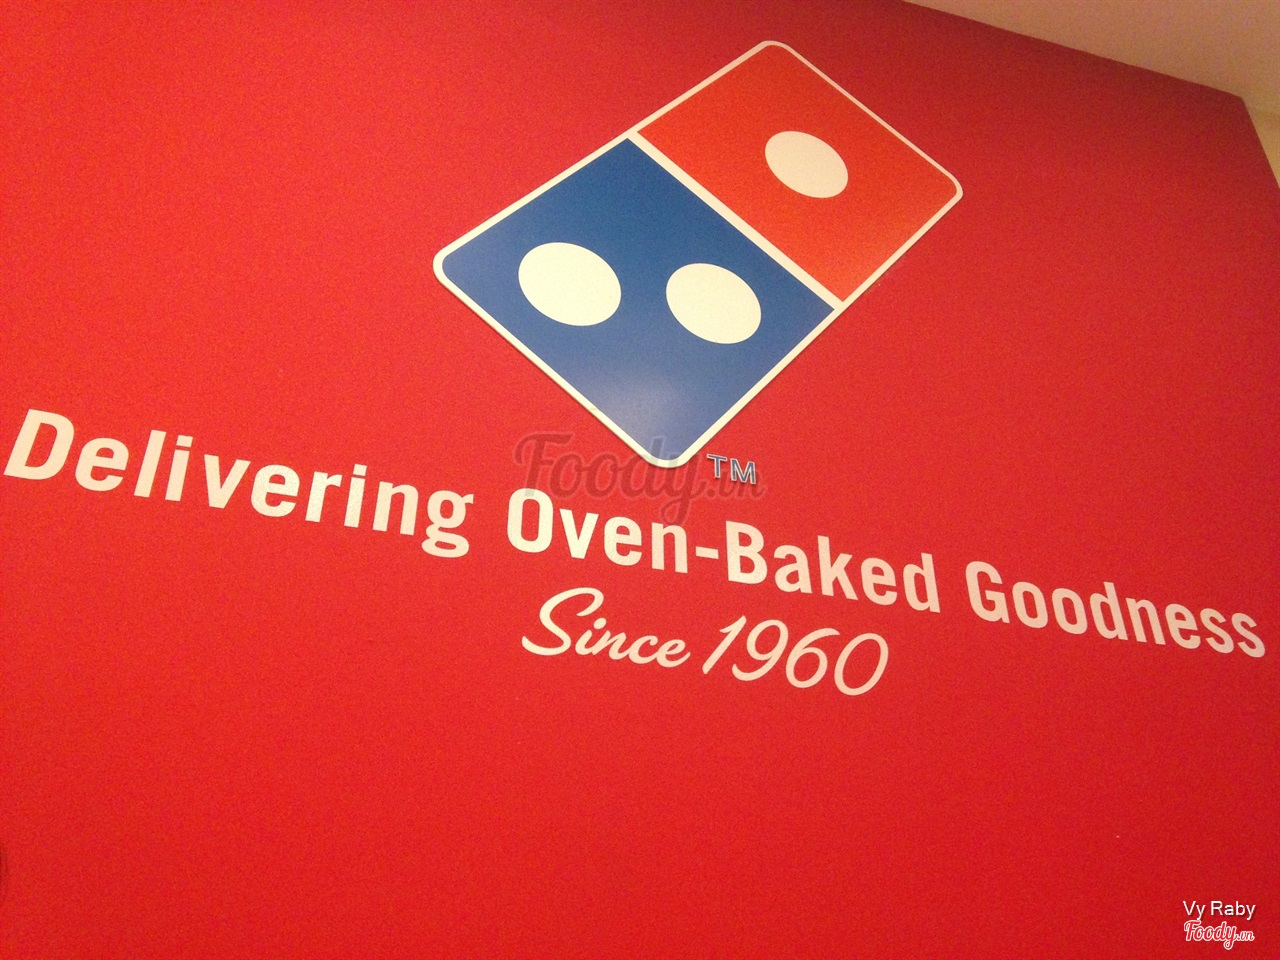 TM
Foody.vn
Delivering Oven-Baked Goodness
Since 1960
Vy Raby
Foody.vn